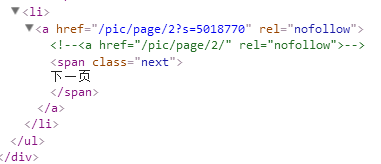 ▼<li>
▼<a href="/pic/page/2?s=5018770" rel="nofollow">
<!--<a href="/pic/page/2/" rel="nofollow">-->
<span class="next">
下一页
</span>
</a>
</li>
</ul>
</div>